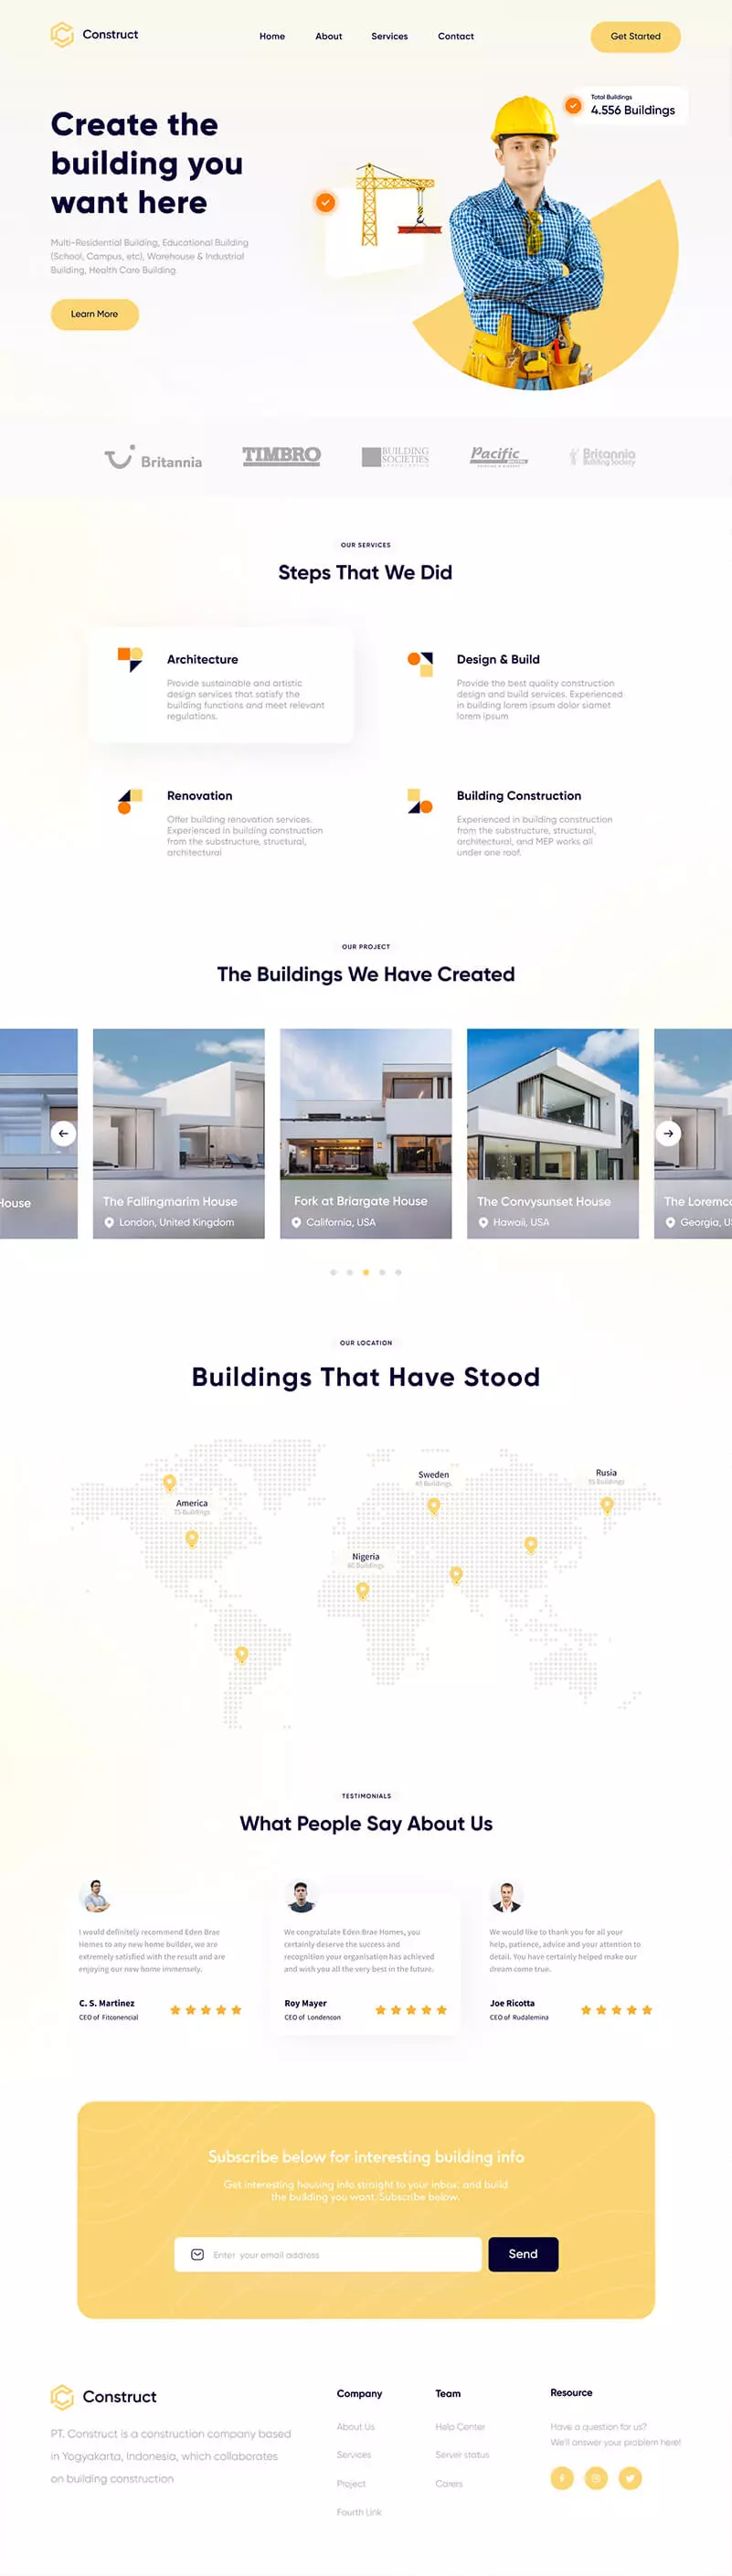 Construct
Home
About
Services
Contact
Get Started
Total Buildings
4.556 Buildings
Create the
building you
want here
Multi-Residential Building, Educational Building
(School, Campus, etc), Warehouse & Industrial
Building, Health Care Building.
Learn More
Britannia
TIMBRO
BUILDING
SOCIETIES
Pacific
Britannia
Building Society
OUR SERVICES
Steps That We Did
Architecture
Provide sustainable and artistic
design services that satisfy the
building functions and meet relevant
regulations.
Design & Build
Provide the best quality construction
design and build services. Experienced
in building lorem ipsum dolor siamet
lorem ipsum
Renovation
Offer building renovation services.
Experienced in building construction
from the substructure, structural,
architectural
Building Construction
Experienced in building construction
from the substructure, structural,
architectural, and MEP works all
under one roof.
OUR PROJECT
The Buildings We Have Created
House
The Fallingmarim House
London, United Kingdom
Fork at Briargate House
California, USA
The Convysunset House
Hawaii, USA
The Loremco
Georgia, U
OUR LOCATION
Buildings That Have Stood
America
Buildings
Sweden
Buildings
Rusia
Buildings
Nigeria
Buildings
TESTIMONIALS
What People Say About Us
I would definitely recommend Eden Brae
Homes to any new home builder, we are
extremely satisfied with the result and are
enjoying our new home immensely.
C. S. Martinez
CEO of Fitconencial
We congratulate Eden Brae Homes, you
certainly deserve the success and
recognition your organisation has achieved
and wish you all the very best in the future.
Roy Mayer
CEO of Londencon
We would like to thank you for all your
help, patience, advice and your attention to
detail. You have certainly helped make our
dream come true.
Joe Ricotta
CEO of Rudalemina
Subscribe below for interesting building info
Get interesting housing info straight to your inbox. and build
the building you want. Subscribe below.
Enter your email address
Send
Construct
PT. Construct is a construction company based
in Yogyakarta, Indonesia, which collaborates
on building construction
Company
About Us
Services
Project
Fourth Link
Team
Help Center
Server status
Carers
Resource
Have a question for us?
We'll answer your problem here!